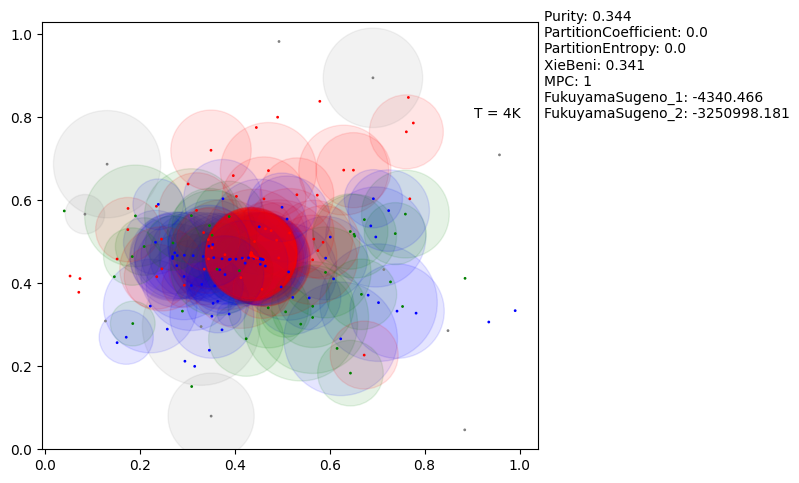 Purity: 0.344
PartitionCoefficient: 0.0
PartitionEntropy: 0.0
XieBeni: 0.341
MPC: 1
FukuyamaSugeno_1: -4340.466
FukuyamaSugeno_2: -3250998.181
T = 4K
1.0
0.8
0.6
0.4
0.2
0.0
0.0 0.2 0.4 0.6 0.8 1.0